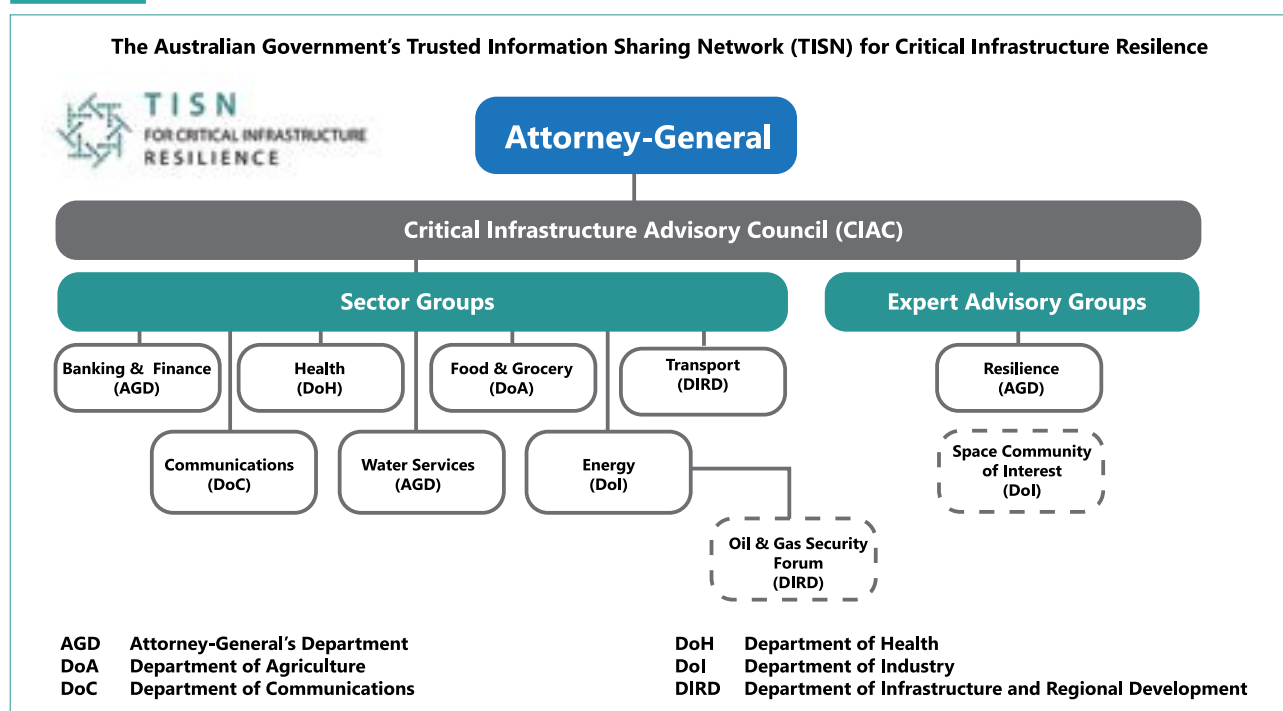 The Australian Government's Trusted Information Sharing Network (TISN) for Critical Infrastructure Resilence
TISN
FOR CRITICAL INFRASTRUCTURE
RESILIENCE
Attorney-General
Critical Infrastructure Advisory Council (CIAC)
Sector Groups
Expert Advisory Groups
Banking & Finance
(AGD)
Health
(DoH)
Food & Grocery
(DoA)
Transport
(DIRD)
Resilience
(AGD)
Communications
(DoC)
Water Services
(AGD)
Energy
(DoI)
Space Community
of Interest
(DoI)
Oil & Gas Security
Forum
(DIRD)
AGD Attorney-General's Department
DoA Department of Agriculture
DoC Department of Communications
DoH Department of Health
DoI Department of Industry
DIRD Department of Infrastructure and Regional Development